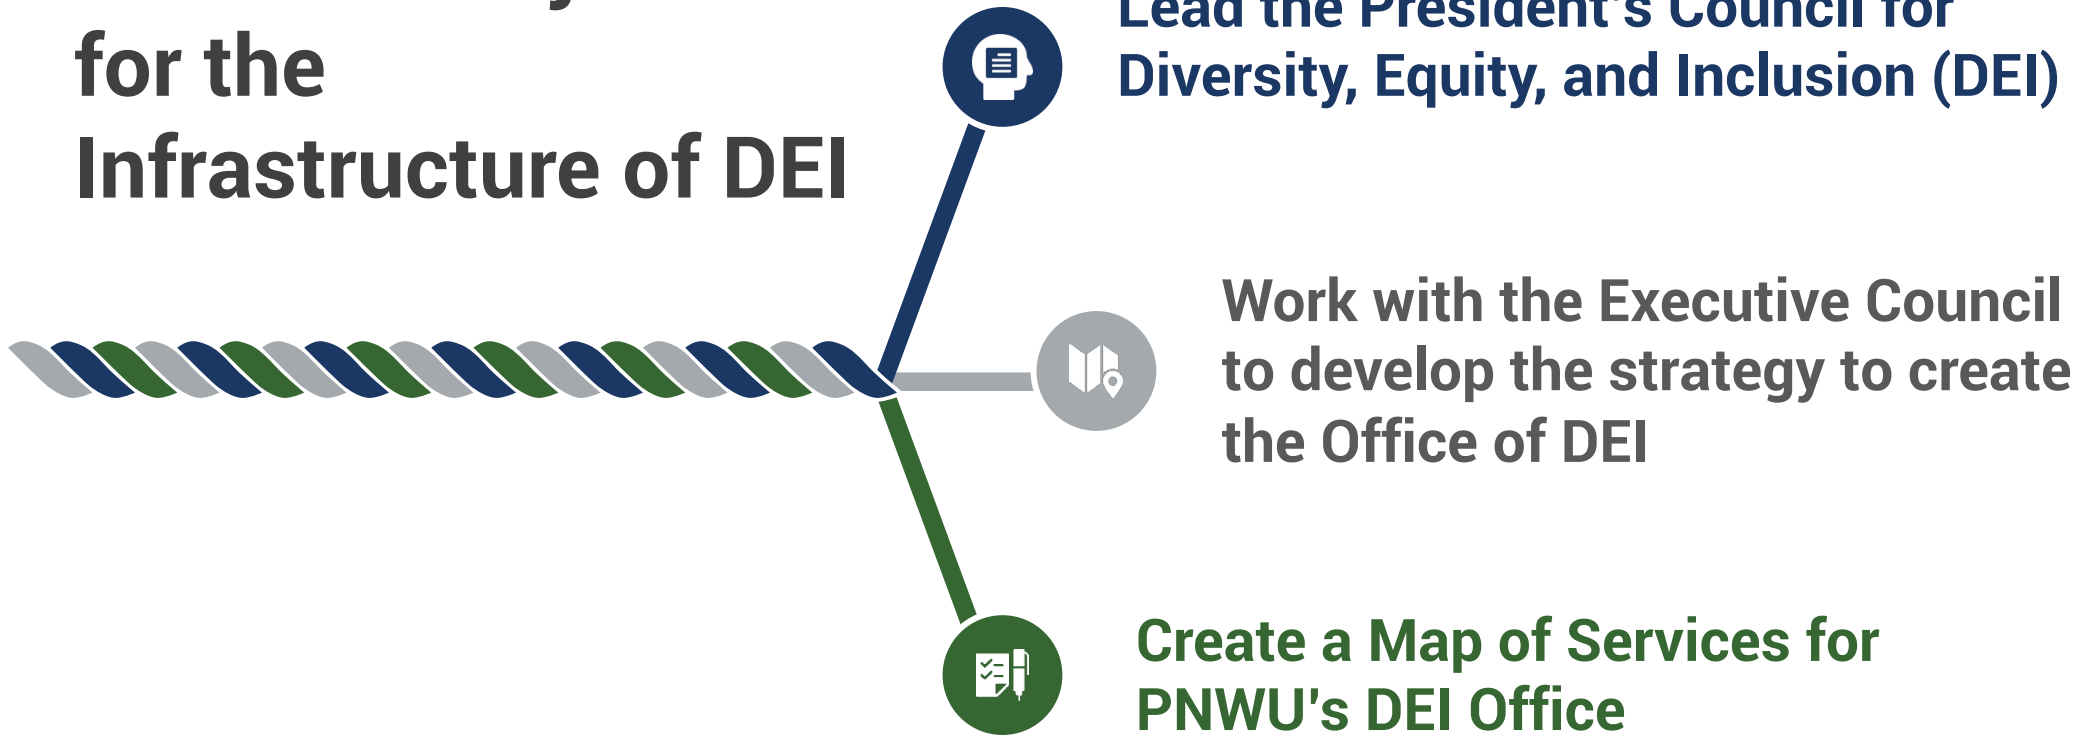 for the
Infrastructure of DEI
Lead the President's Council for
Diversity, Equity, and Inclusion (DEI)
Work with the Executive Council
to develop the strategy to create
the Office of DEI
Create a Map of Services for
PNWU's DEI Office